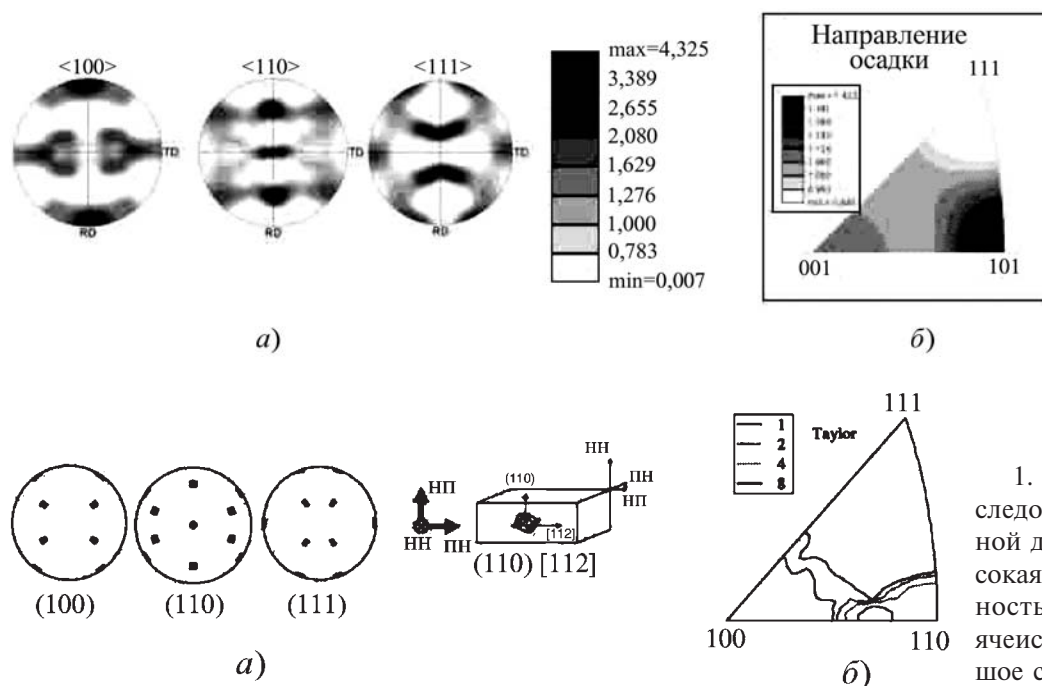 <100>
<110>
<111>
TD
TD
TD
RD
RD
RD
max=4,325
3,389
2,655
2,080
1,629
1,276
1,000
0,783
min=0,007
а)
Направление
осадки
111
001
101
б)
(100)
(110)
(111)
НП
НН
ПН
(110)
[112]
НН
ПН
НП
(110) [112]
а)
1
2
4
8
Taylor
111
100
110
б)
1.
следо
ной д
сокая
ность
ячеис
шое с